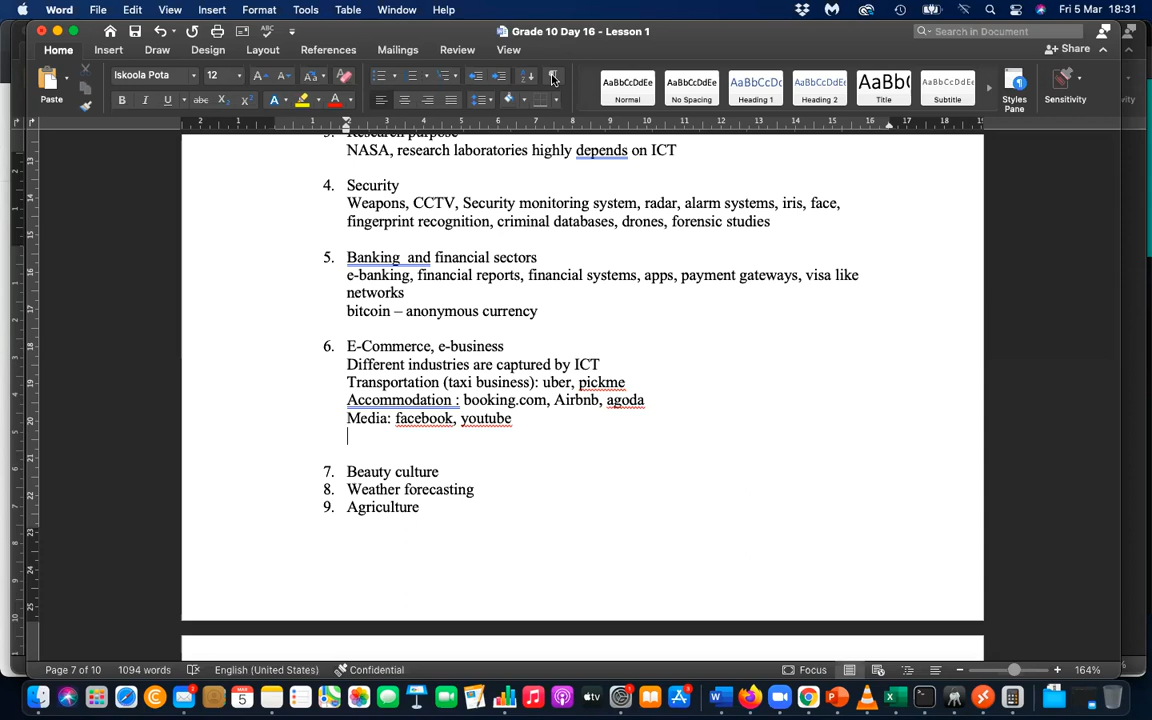 Word File Edit View Insert Format Tools Table Window Help Fri 5 Mar 18:31
Grade 10 Day 16 - Lesson 1
Search in Document
Home Insert Draw Design Layout References Mailings Review View
Share
Paste
Iskoola Pota 12
AaBbCcDdEe AaBbCcDdEe AaBbCcDc AaBbCcDdEe AaBb( AaBbCcDdEe
Normal No Spacing Heading 1 Heading 2 Title Subtitle
Styles Pane
Sensitivity
NASA, research laboratories highly depends on ICT
4. Security
Weapons, CCTV, Security monitoring system, radar, alarm systems, iris, face,
fingerprint recognition, criminal databases, drones, forensic studies
5. Banking  and financial sectors
e-banking, financial reports, financial systems, apps, payment gateways, visa like
networks
bitcoin – anonymous currency
6. E-Commerce, e-business
Different industries are captured by ICT
Transportation (taxi business): uber, pickme
Accommodation : booking.com, Airbnb, agoda
Media: facebook, youtube
7. Beauty culture
8. Weather forecasting
9. Agriculture
Page 7 of 10 1094 words English (United States) Confidential Focus 164%